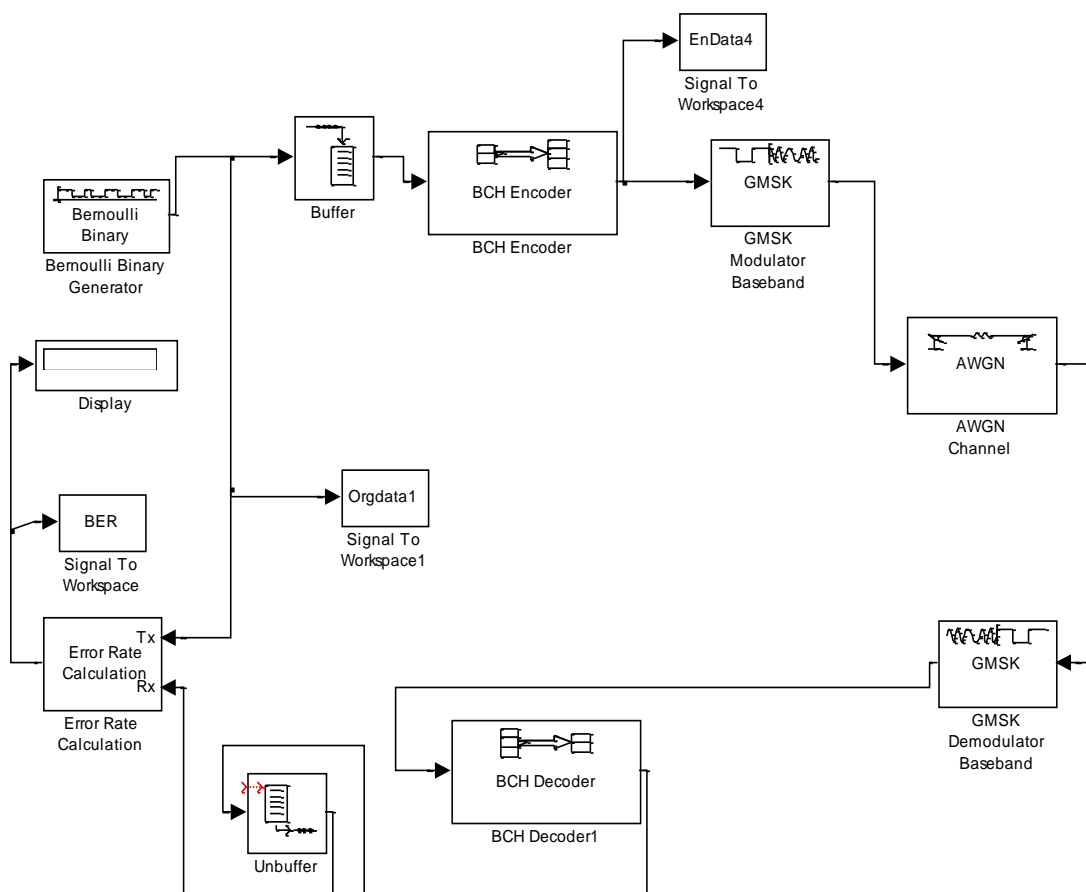 EnData4
Signal To
Workspace4
Buffer
BCH Encoder
BCH Encoder
GMSK
GMSK
Modulator
Baseband
Bernoulli
Binary
Bernoulli Binary
Generator
Display
AWGN
AWGN
Channel
Orgdata1
Signal To
Workspace1
BER
Signal To
Workspace
Tx
Error Rate
Calculation
Rx
Error Rate
Calculation
GMSK
GMSK
Demodulator
Baseband
BCH Decoder
BCH Decoder1
Unbuffer